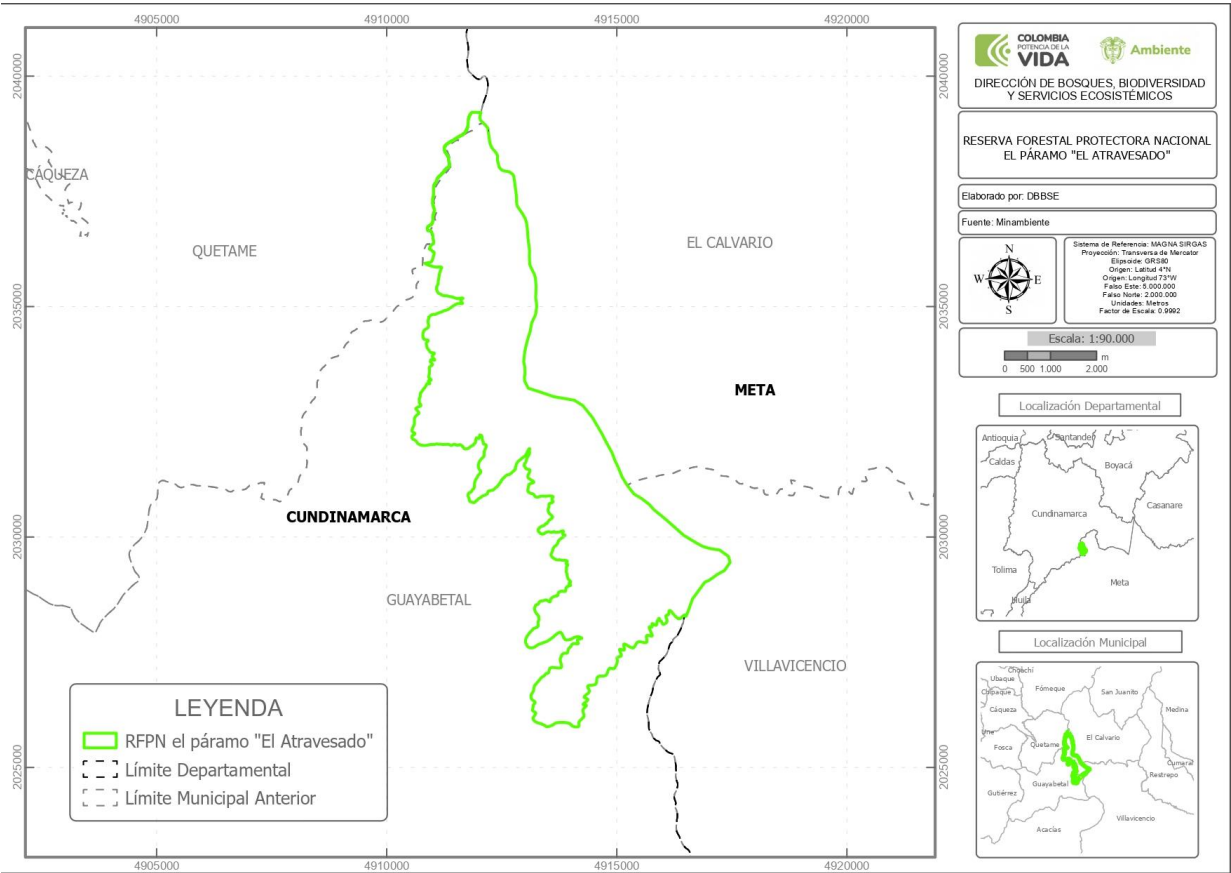 4905000 4910000 4915000 4920000
2040000 2040000
2035000 2035000
2030000 2030000
2025000 2025000
CÁQUEZA
QUETAME
EL CALVARIO
META
CUNDINAMARCA
GUAYABETAL
VILLAVICENCIO
LEYENDA
RFPN el páramo "El Atravesado"
Límite Departamental
Límite Municipal Anterior
4905000 4910000 4915000 4920000
COLOMBIA
POTENCIA DE LA
VIDA
Ambiente
DIRECCIÓN DE BOSQUES, BIODIVERSIDAD
Y SERVICIOS ECOSISTÉMICOS
RESERVA FORESTAL PROTECTORA NACIONAL
EL PÁRAMO "EL ATRAVESADO"
Elaborado por: DBBSE
Fuente: Minambiente
N
W E
S
Sistema de Referencia: MAGNA SIRGAS
Proyección: Transversa de Mercator
Elipsoide: GRS80
Origen: Latitud 4°N
Origen: Longitud 73°W
Falso Este: 5.000.000
Falso Norte: 2.000.000
Unidades: Metros
Factor de Escala: 0.9992
Escala: 1:90.000
m
0 500 1.000 2.000
Localización Departamental
Antioquia
Santander
Caldas
Boyacá
Casanare
Cundinamarca
Tolima
Meta
Huila
Localización Municipal
Choachí
Ubaque
Fómeque
Chipaque
San Juanito
Cáqueza
Medina
Une
Quetame
El Calvario
Fosca
Cumaral
Restrepo
Guayabetal
Gutiérrez
Villavicencio
Acacías